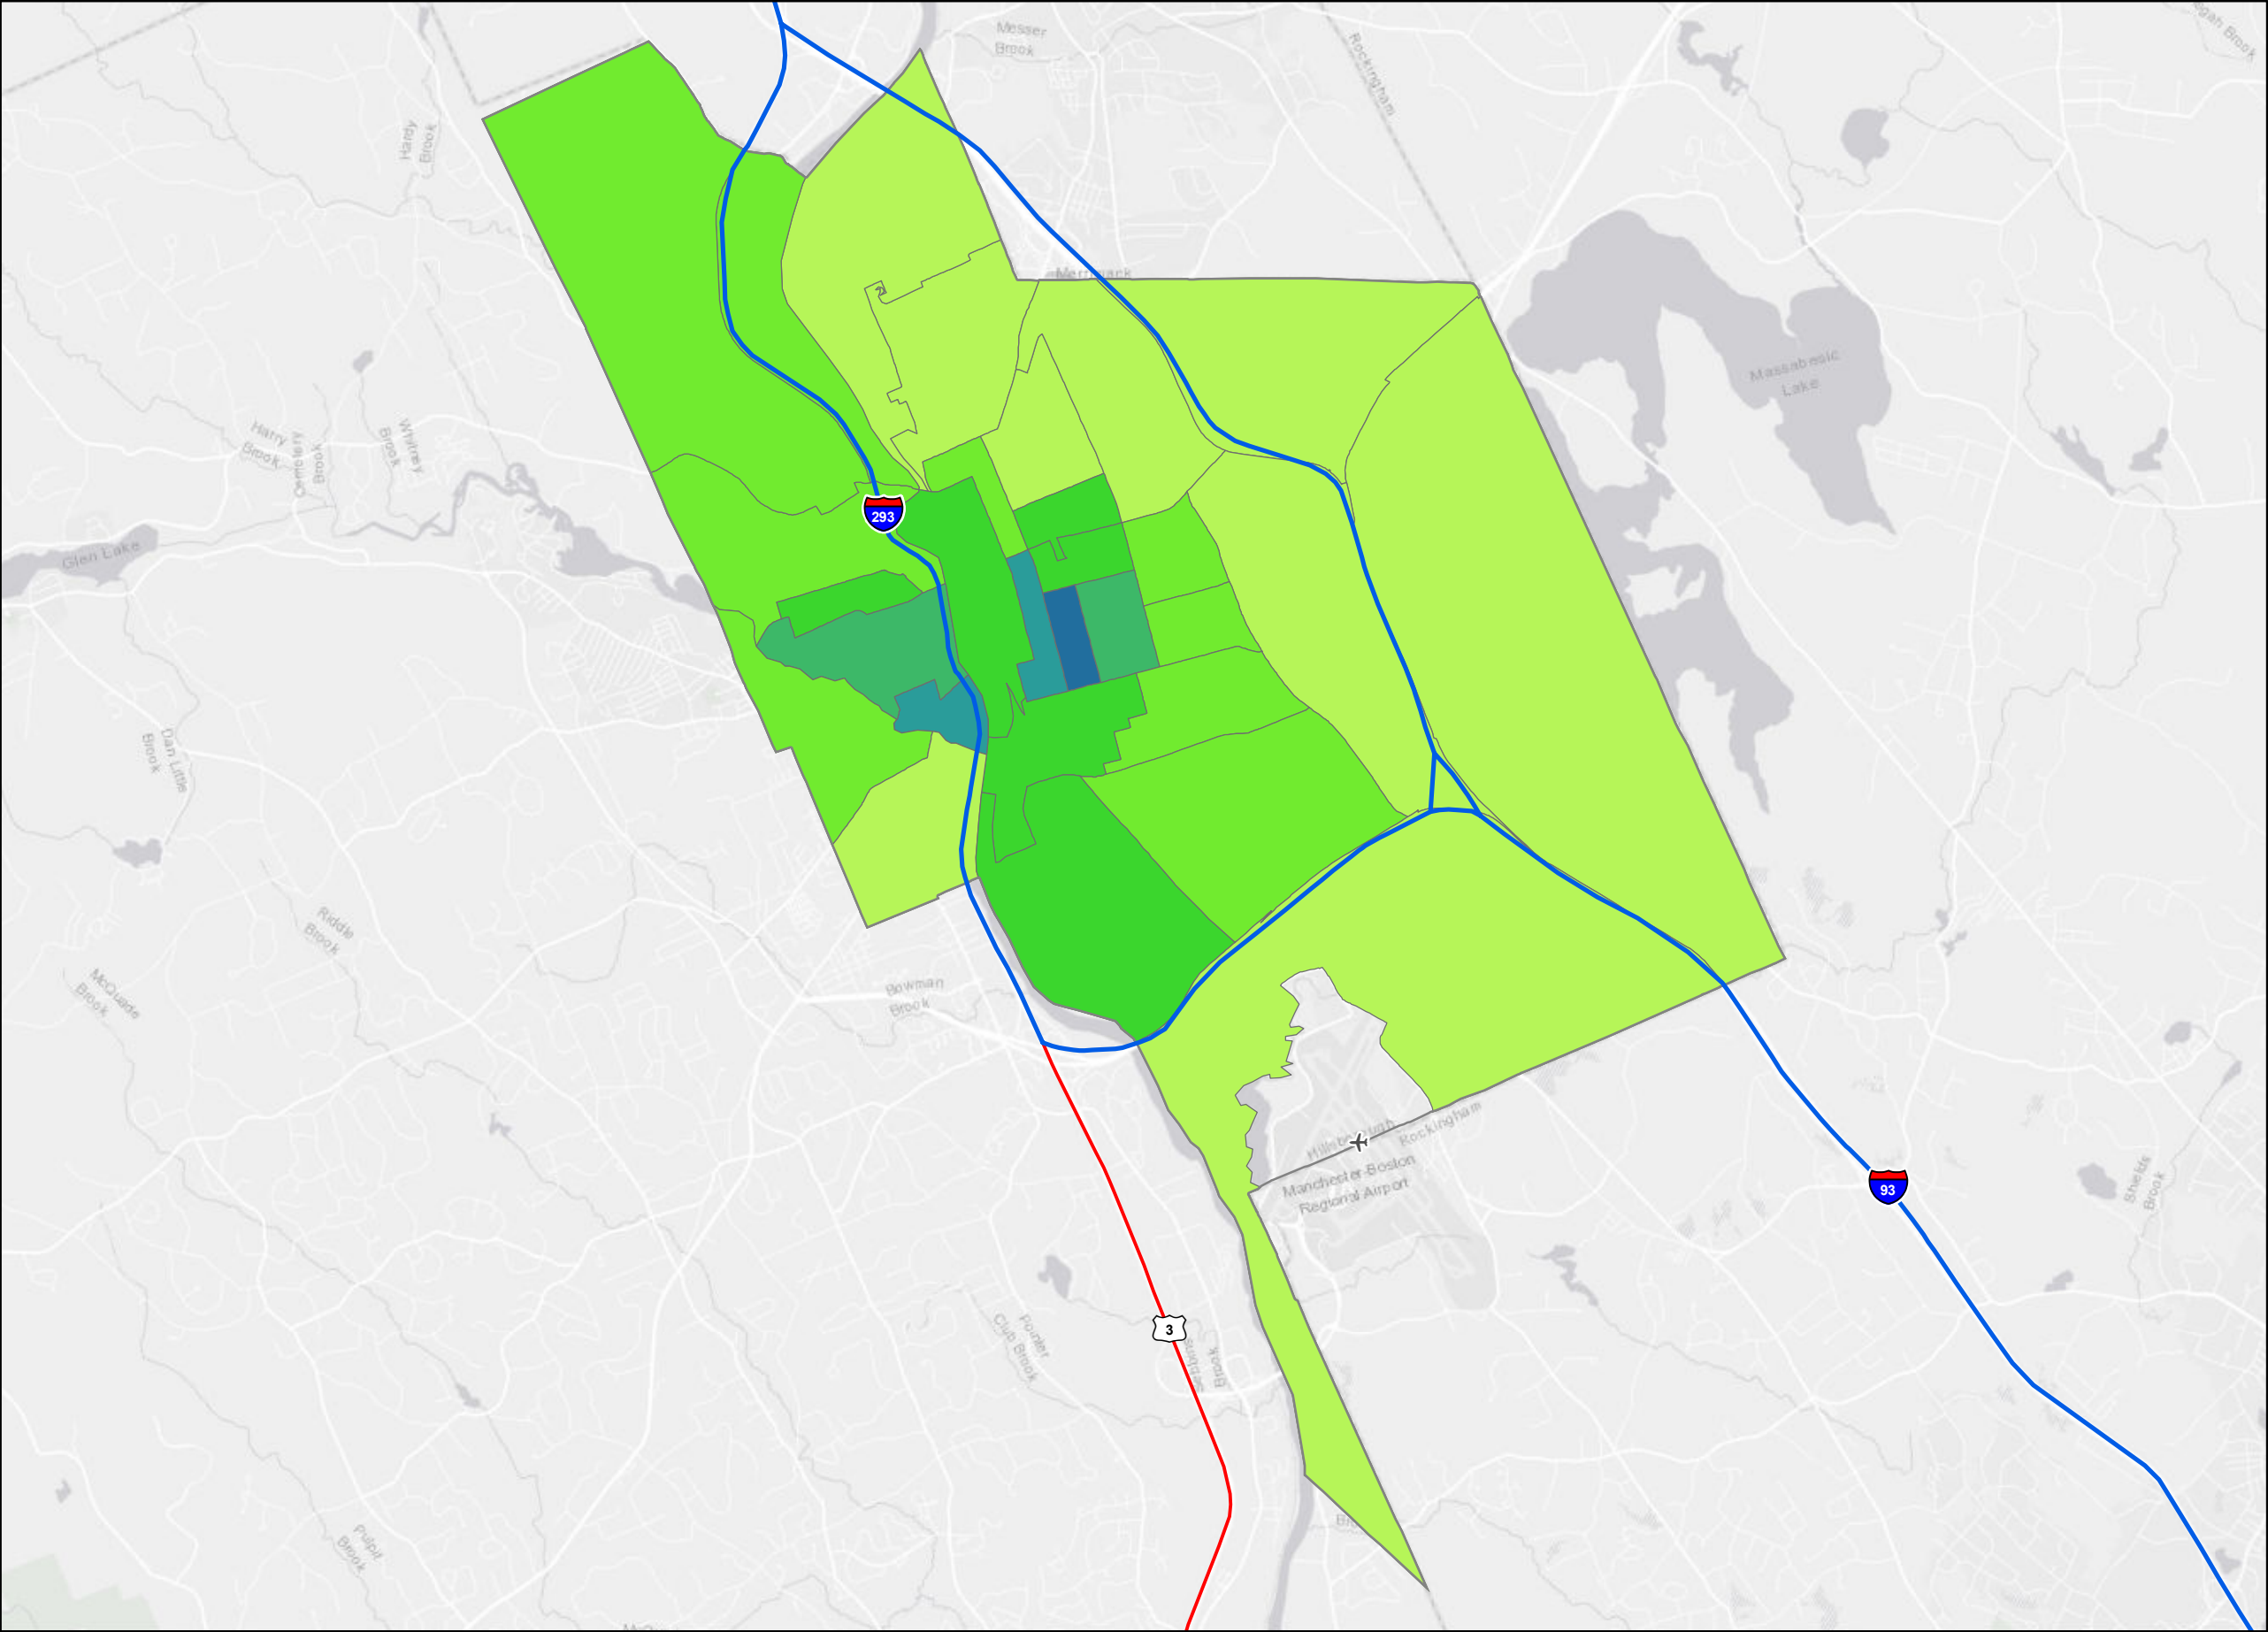 Messer
Brook
Rockingham
Hardy
Brook
Merrimack
Massabesic
Lake
Harry
Brook
Cemetery
Brook
Whitney
Brook
293
Glen Lake
Dan Little
Brook
Riddle
Brook
McQuade
Brook
Bowman
Brook
Hillsborough
Rockingham
Manchester-Boston
Regional Airport
93
Shields
Brook
3
Pointer
Club Brook
Brook
Pulpit
Brook